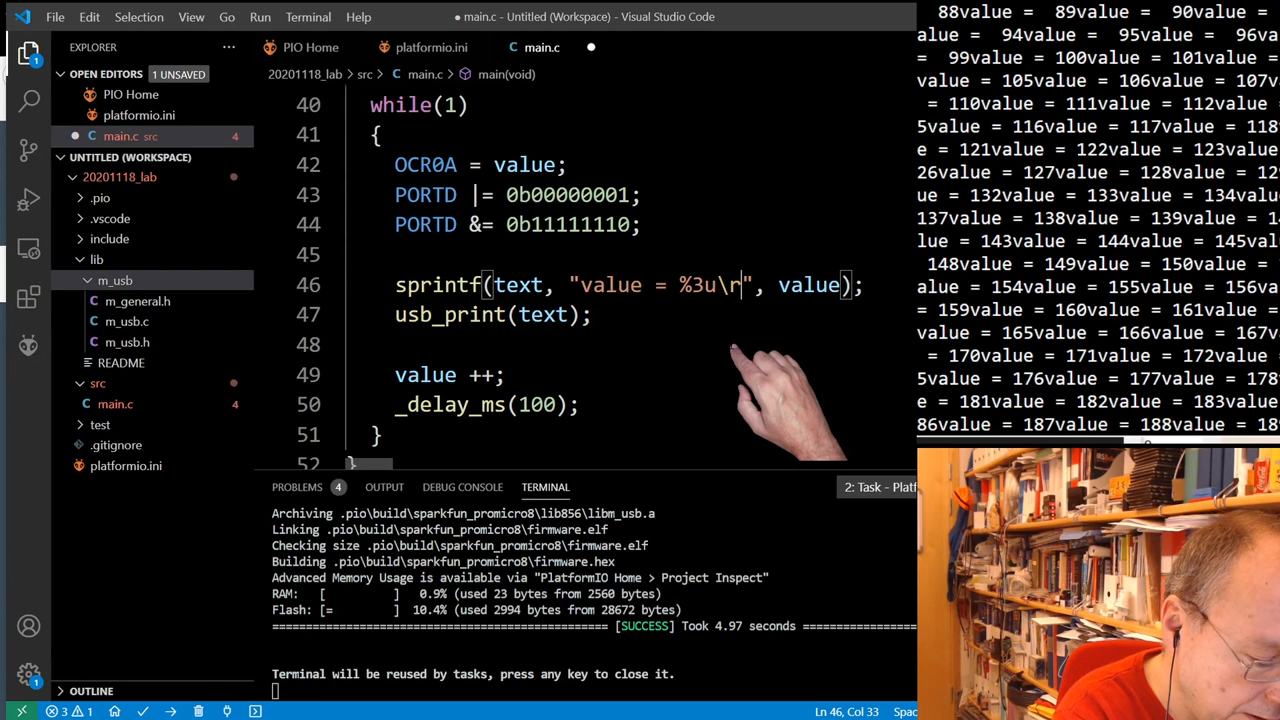 File Edit Selection View Go Run Terminal Help
● main.c - Untitled (Workspace) - Visual Studio Code
EXPLORER ···
OPEN EDITORS 1 UNSAVED
PIO Home
platformio.ini
● C main.c src 4
UNTITLED (WORKSPACE)
20201118_lab
.pio
.vscode
include
lib
m_usb
C m_general.h
C m_usb.c
C m_usb.h
README
src
C main.c 4
test
.gitignore
platformio.ini
OUTLINE
1
1
PIO Home platformio.ini C main.c ●
20201118_lab > src > C main.c > main(void)
40 while(1)
41 {
42 OCR0A = value;
43 PORTD |= 0b00000001;
44 PORTD &= 0b11111110;
45
46 sprintf(text, "value = %3u\r", value);
47 usb_print(text);
48
49 value ++;
50 _delay_ms(100);
51 }
52 }
PROBLEMS 4 OUTPUT DEBUG CONSOLE TERMINAL 2: Task - Platf
Archiving .pio\build\sparkfun_promicro8\lib856\libm_usb.a
Linking .pio\build\sparkfun_promicro8\firmware.elf
Checking size .pio\build\sparkfun_promicro8\firmware.elf
Building .pio\build\sparkfun_promicro8\firmware.hex
Advanced Memory Usage is available via "PlatformIO Home > Project Inspect"
RAM: [ ] 0.9% (used 23 bytes from 2560 bytes)
Flash: [= ] 10.4% (used 2994 bytes from 28672 bytes)
================================================ [SUCCESS] Took 4.97 seconds ================
Terminal will be reused by tasks, press any key to close it.
3 1 Ln 46, Col 33 Spac
88value = 89value = 90value =
alue = 94value = 95value = 96va
= 99value = 100value = 101value
value = 105value = 106value = 107v
= 110value = 111value = 112value
5value = 116value = 117value = 118
e = 121value = 122value = 123value
26value = 127value = 128value = 129
ue = 132value = 133value = 134valu
137value = 138value = 139value = 14
lue = 143value = 144value = 145val
148value = 149value = 150value = 1
value = 154value = 155value = 156va
= 159value = 160value = 161value
value = 165value = 166value = 167v
= 170value = 171value = 172value
5value = 176value = 177value = 178
e = 181value = 182value = 183value
86value = 187value = 188value = 189